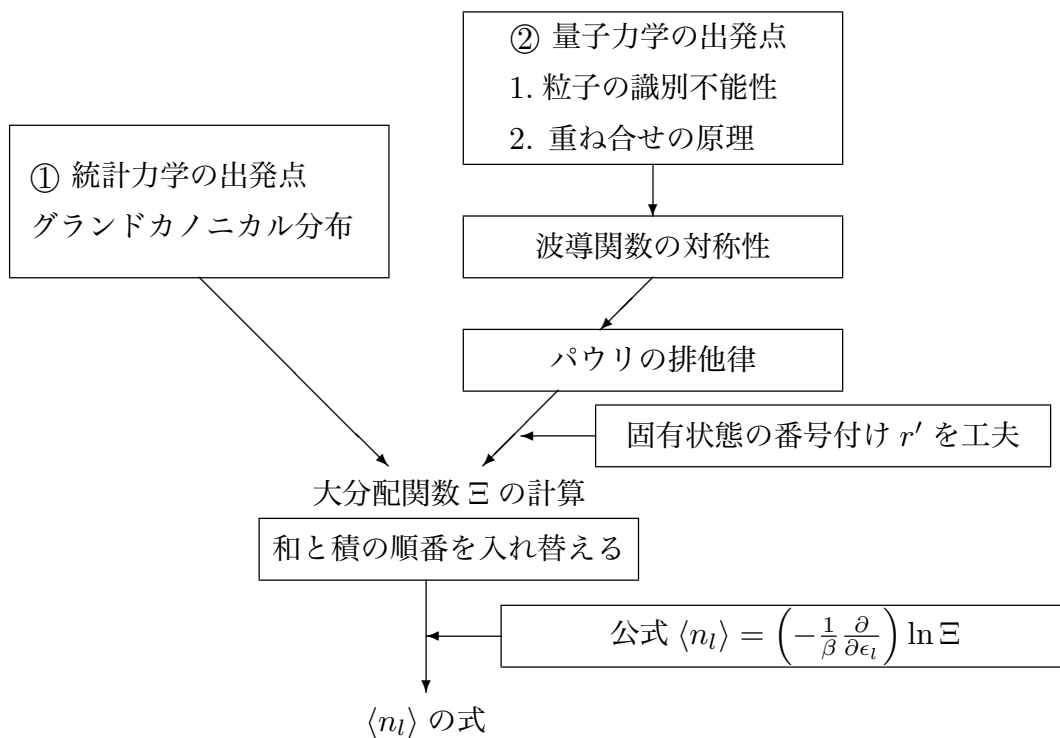 ② 量子力学の出発点
1. 粒子の識別不能性
2. 重ね合せの原理
① 統計力学の出発点
グランドカノニカル分布
波導関数の対称性
パウリの排他律
固有状態の番号付け r′ を工夫
大分配関数 Ξ の計算
和と積の順番を入れ替える
公式 ⟨n_l⟩ = (−1/β ∂/∂ϵ_l) ln Ξ
⟨n_l⟩ の式